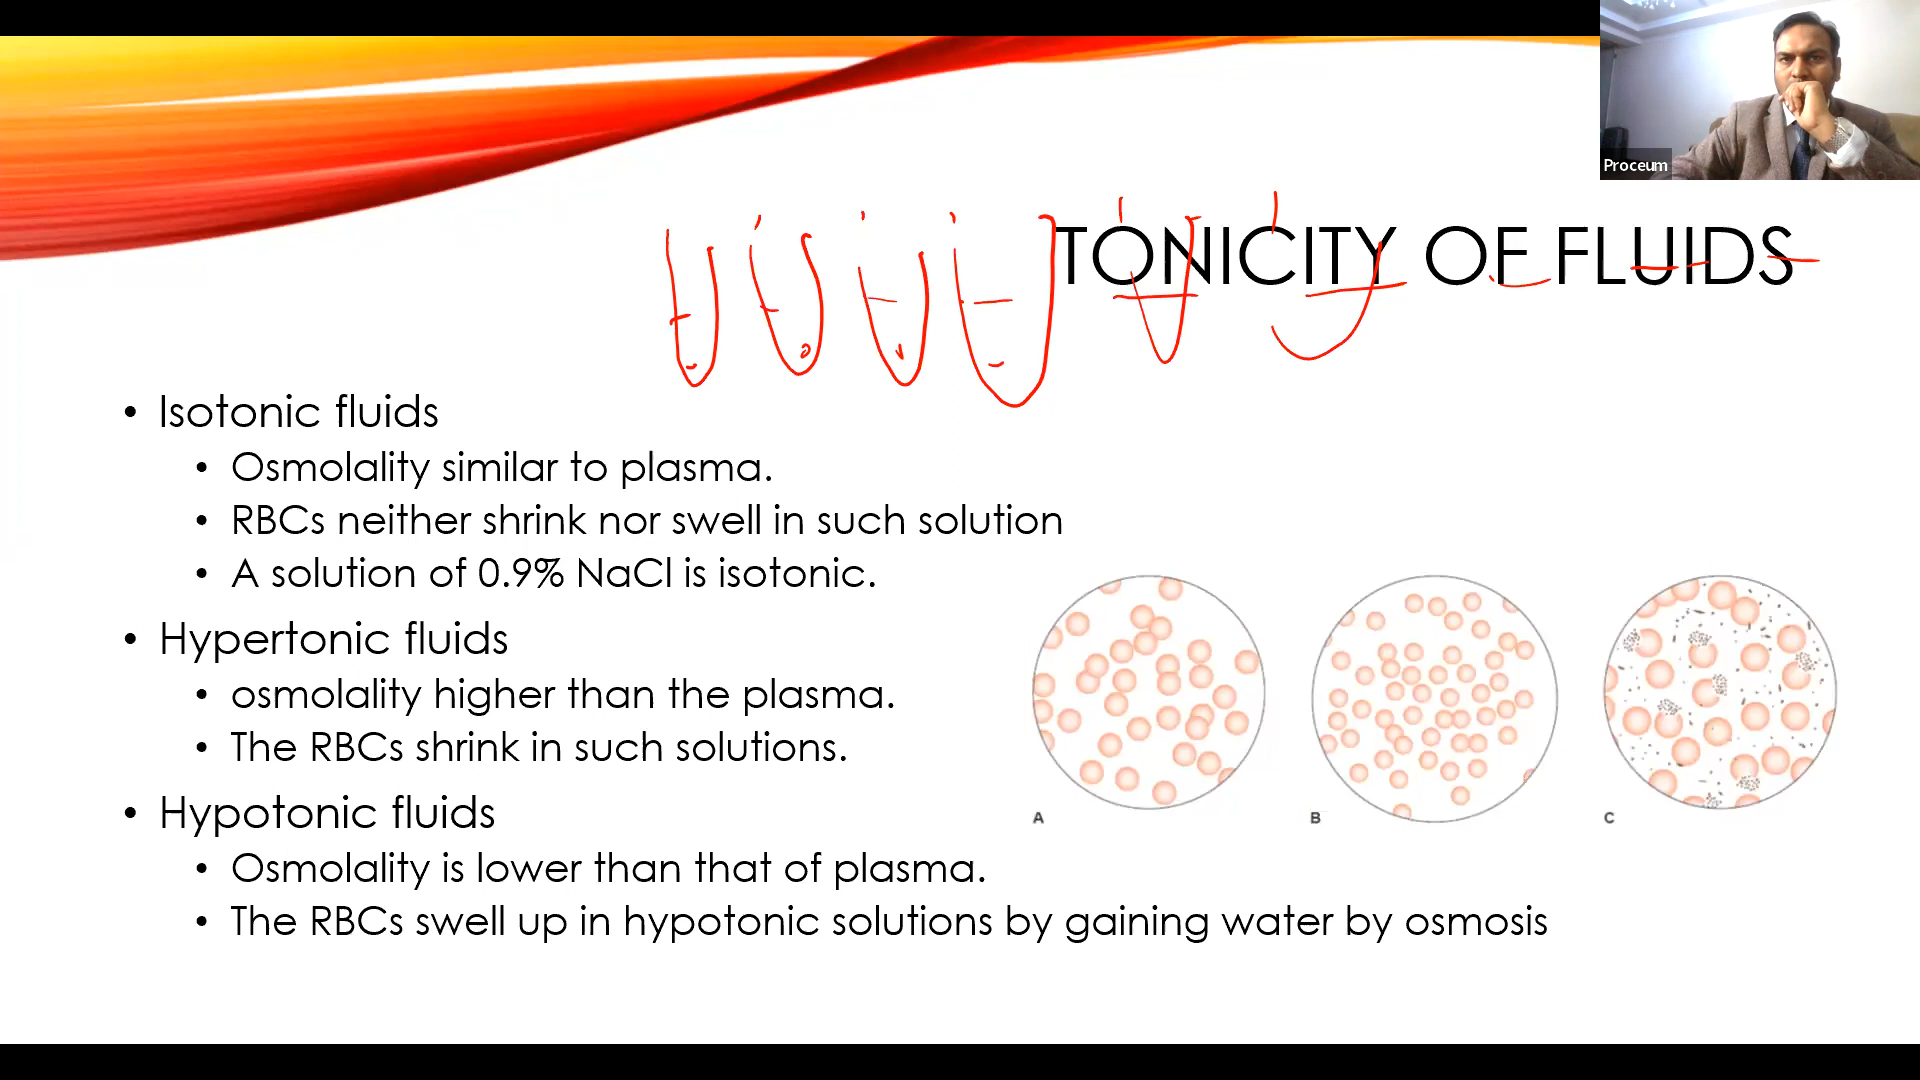 Proceum
TONICITY OF FLUIDS
• Isotonic fluids
• Osmolality similar to plasma.
• RBCs neither shrink nor swell in such solution
• A solution of 0.9% NaCl is isotonic.
• Hypertonic fluids
• osmolality higher than the plasma.
• The RBCs shrink in such solutions.
• Hypotonic fluids
• Osmolality is lower than that of plasma.
• The RBCs swell up in hypotonic solutions by gaining water by osmosis
A
B
C